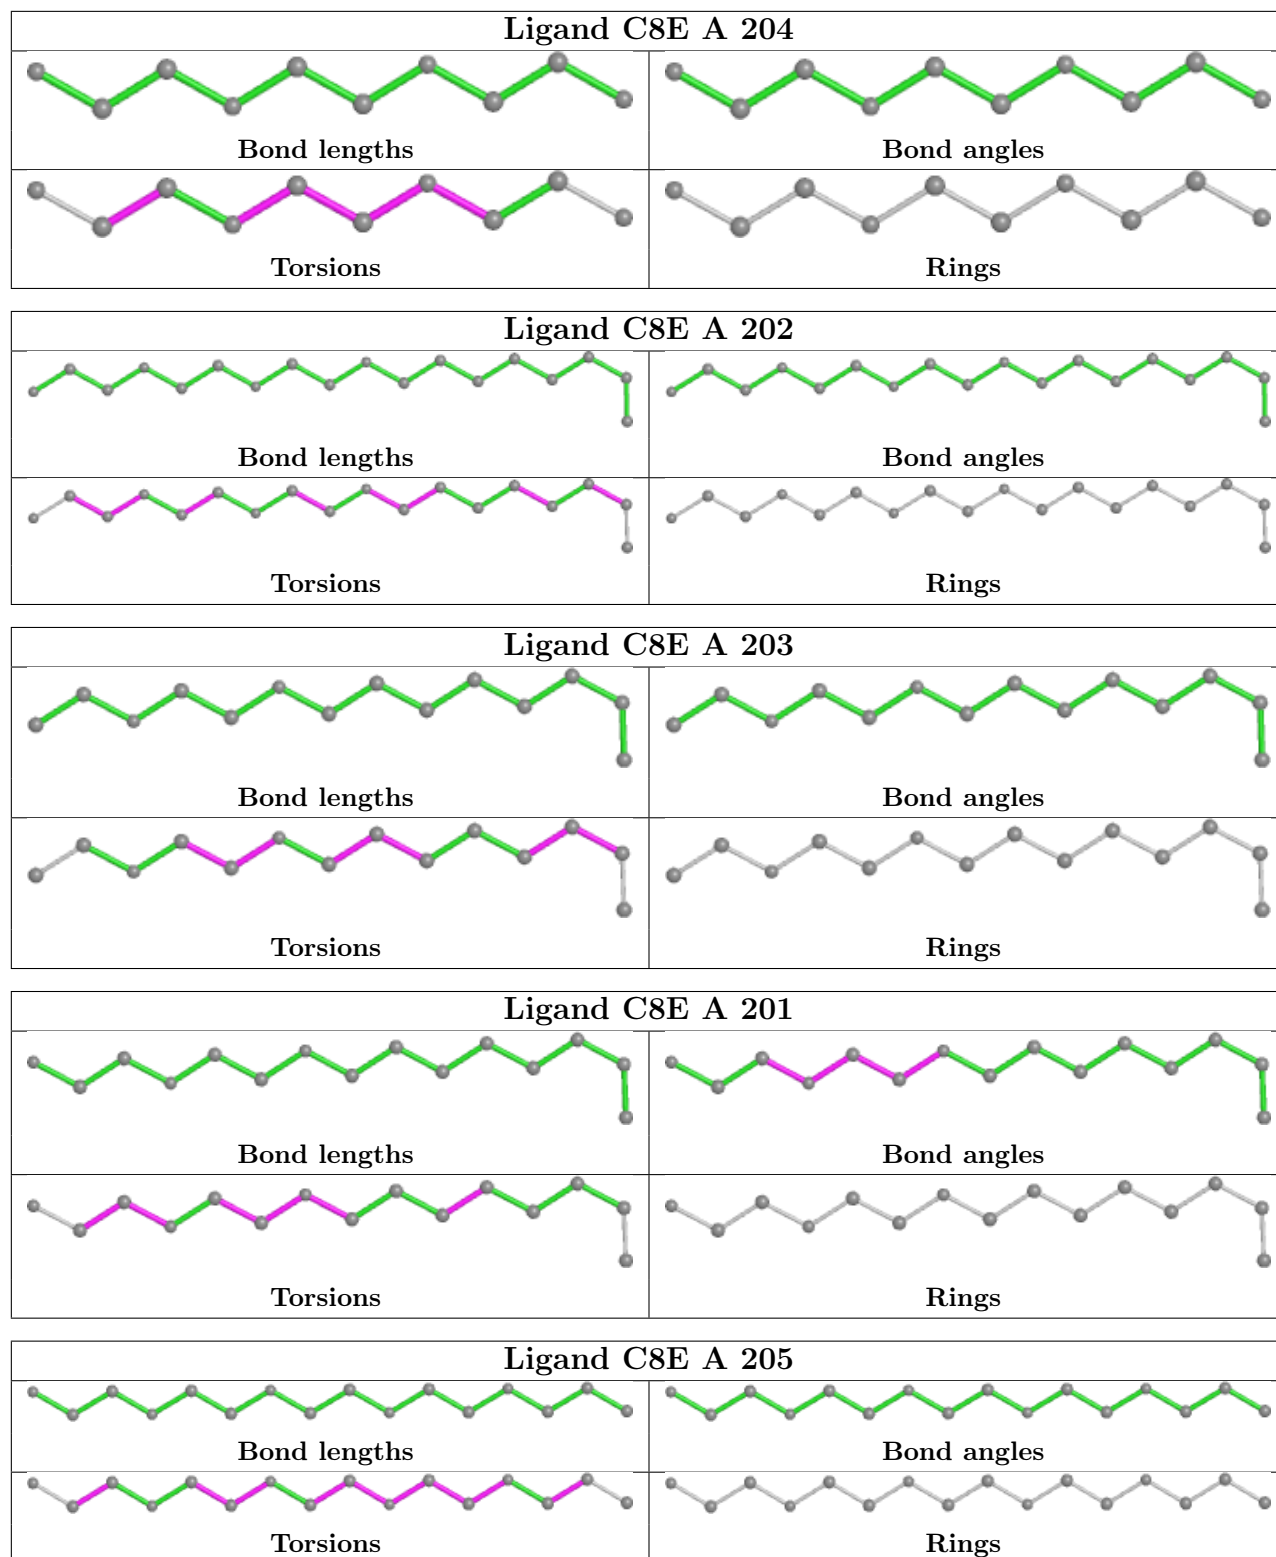 Ligand C8E A 204
Bond lengths
Bond angles
Torsions
Rings
Ligand C8E A 202
Bond lengths
Bond angles
Torsions
Rings
Ligand C8E A 203
Bond lengths
Bond angles
Torsions
Rings
Ligand C8E A 201
Bond lengths
Bond angles
Torsions
Rings
Ligand C8E A 205
Bond lengths
Bond angles
Torsions
Rings